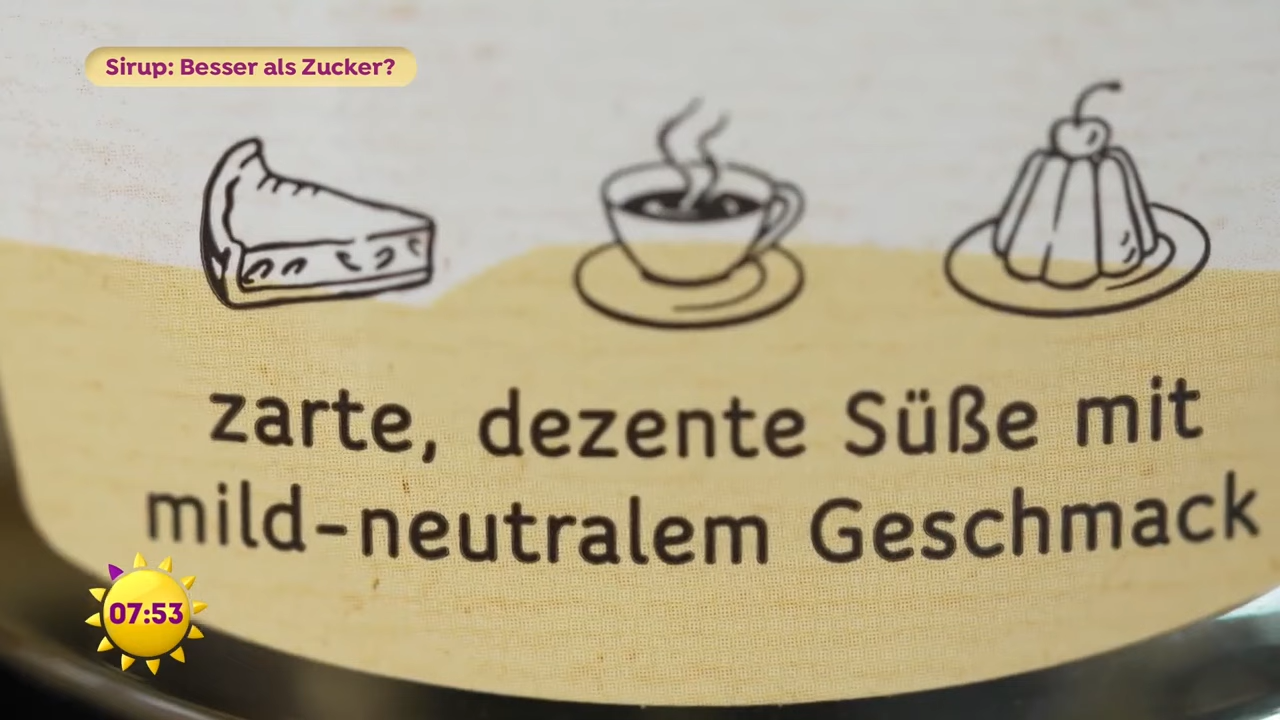 Sirup: Besser als Zucker?
zarte, dezente Süße mit
mild-neutralem Geschmack
07:53